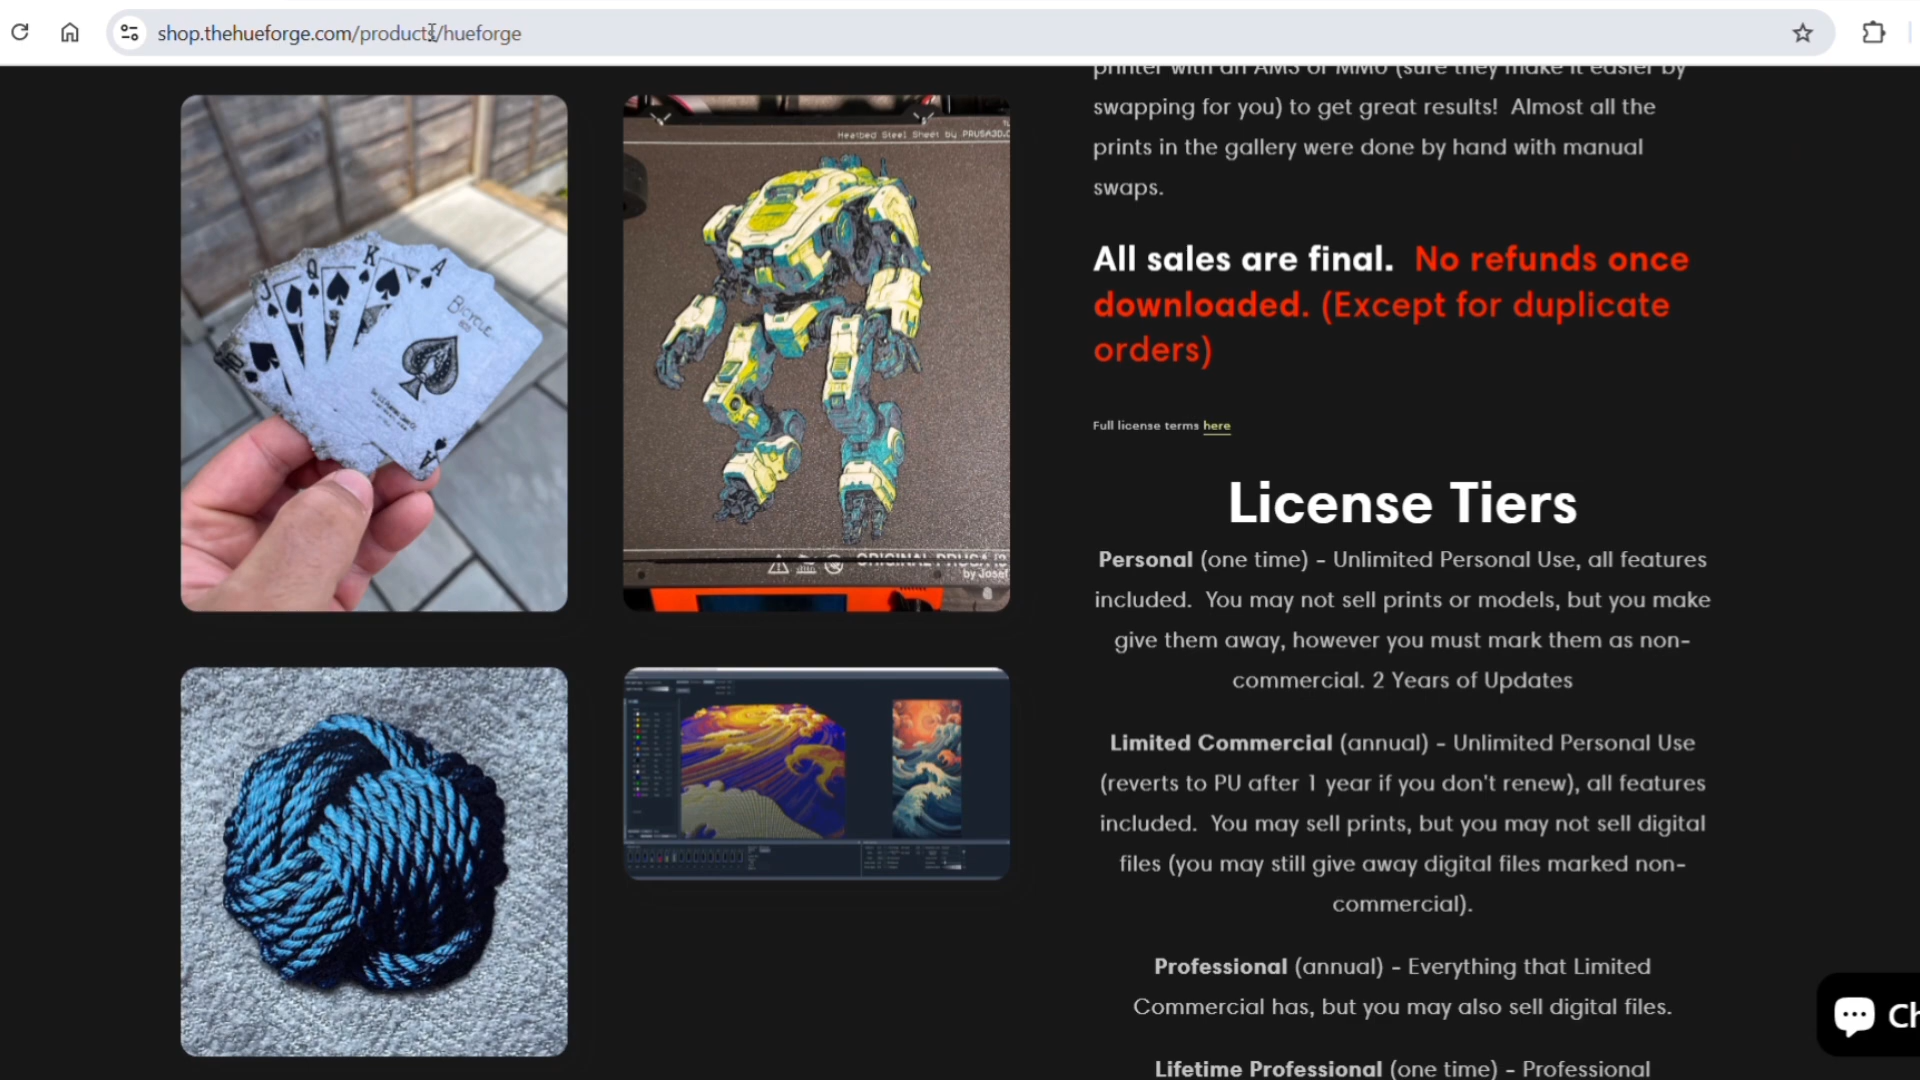 shop.thehueforge.com/products/hueforge
printer with an AMS or MMU (sure they make it easier by
swapping for you) to get great results! Almost all the
prints in the gallery were done by hand with manual
swaps.
All sales are final. No refunds once
downloaded. (Except for duplicate
orders)
Full license terms here
License Tiers
Personal (one time) - Unlimited Personal Use, all features
included. You may not sell prints or models, but you make
give them away, however you must mark them as non-
commercial. 2 Years of Updates
Limited Commercial (annual) - Unlimited Personal Use
(reverts to PU after 1 year if you don't renew), all features
included. You may sell prints, but you may not sell digital
files (you may still give away digital files marked non-
commercial).
Professional (annual) - Everything that Limited
Commercial has, but you may also sell digital files.
Lifetime Professional (one time) - Professional
Ch
J
Q
K
A
Bicycle
A
Heatbed Steel Sheet by PRUSA3D.C
ORIGINAL PRUSA i3
by Josef